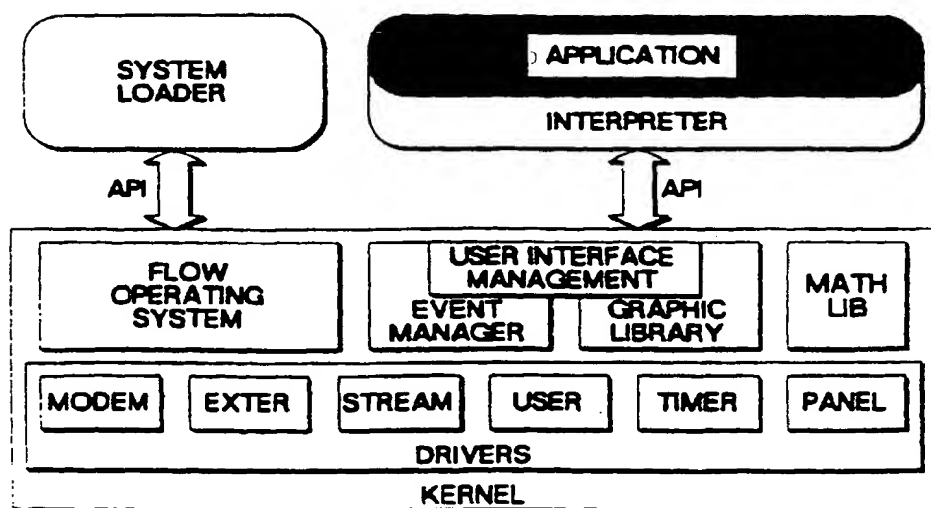 SYSTEM
LOADER
APPLICATION
INTERPRETER
API
API
FLOW
OPERATING
SYSTEM
USER INTERFACE
MANAGEMENT
EVENT
MANAGER
GRAPHIC
LIBRARY
MATH
LIB
MODEM
EXTER
STREAM
USER
TIMER
PANEL
DRIVERS
KERNEL